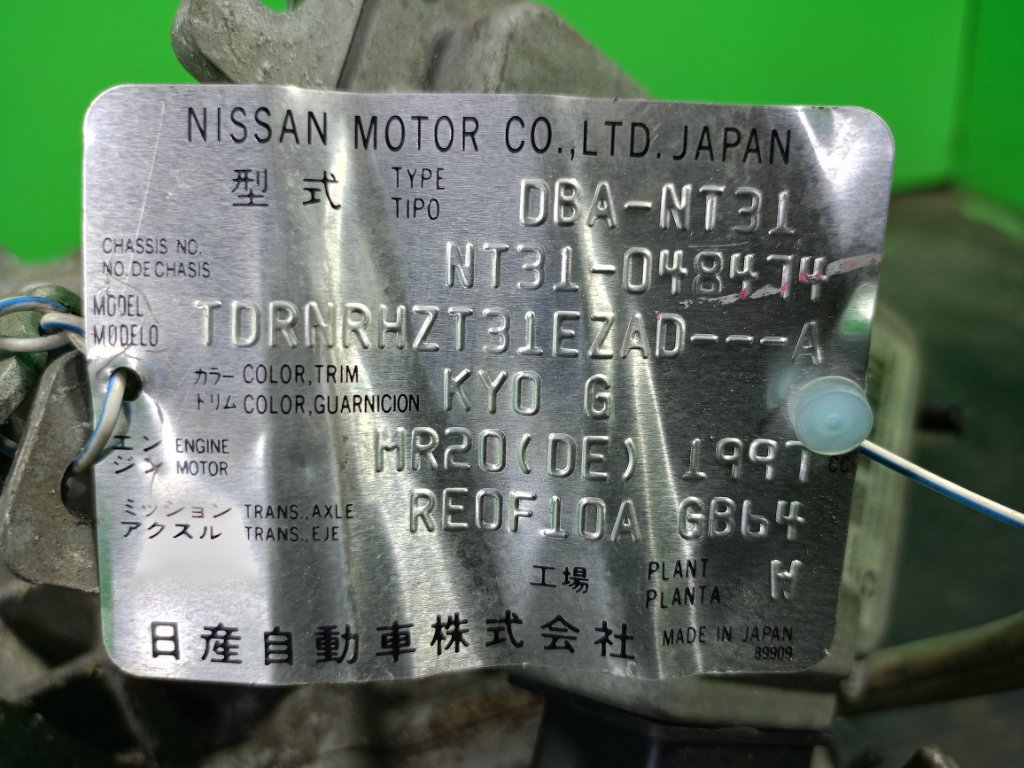 NISSAN MOTOR CO.,LTD. JAPAN
型式 TYPE TIPO DBA-NT31
CHASSIS NO. NO. DE CHASIS NT31-048474
MODEL MODELO TDRNRHZT31EZAD---A
カラー COLOR, TRIM
トリム COLOR, GUARNICION KY0 G
エン ENGINE
ジン MOTOR HR20(DE) 1997 CC
ミッション TRANS., AXLE
アクスル TRANS., EJE RE0F10A GB64
工場 PLANT PLANTA
日産自動車株式会社 MADE IN JAPAN
89909